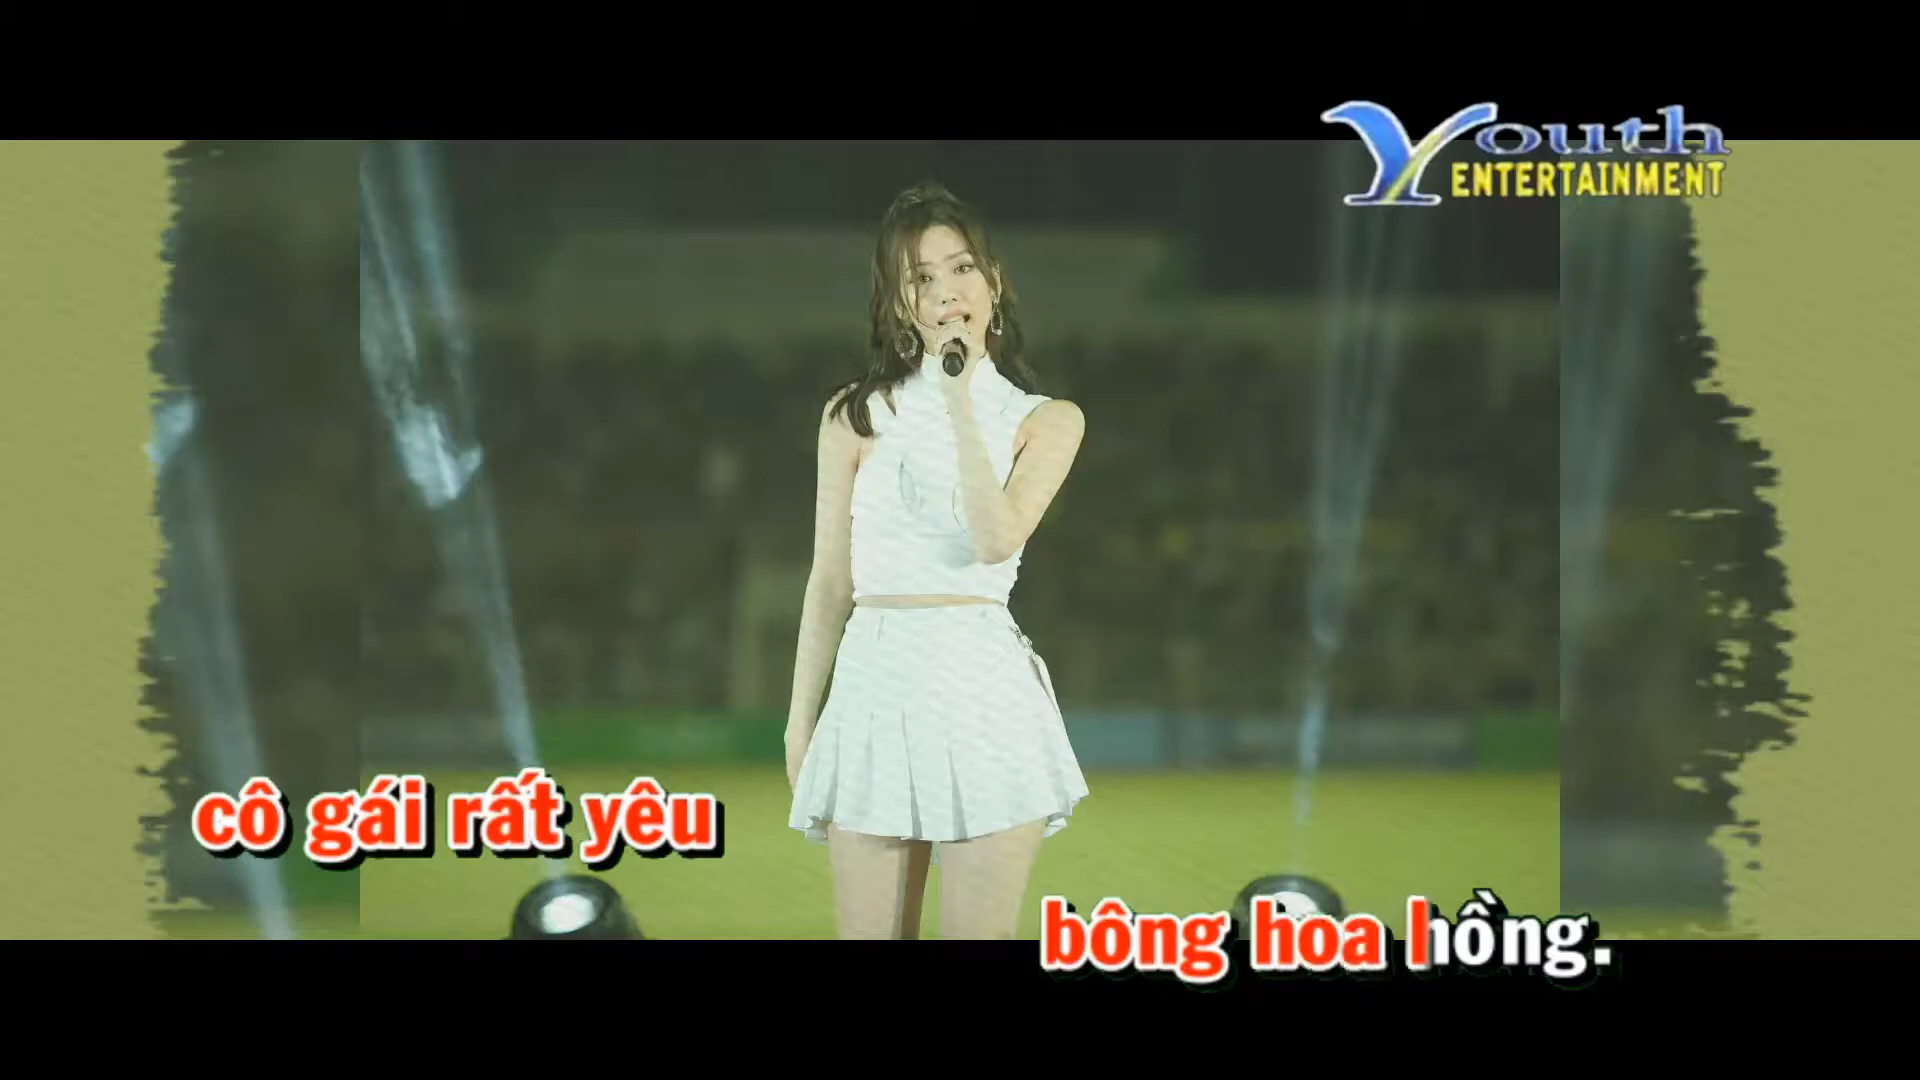 Youth
ENTERTAINMENT
cô gái rất yêu
bông hoa hồng.